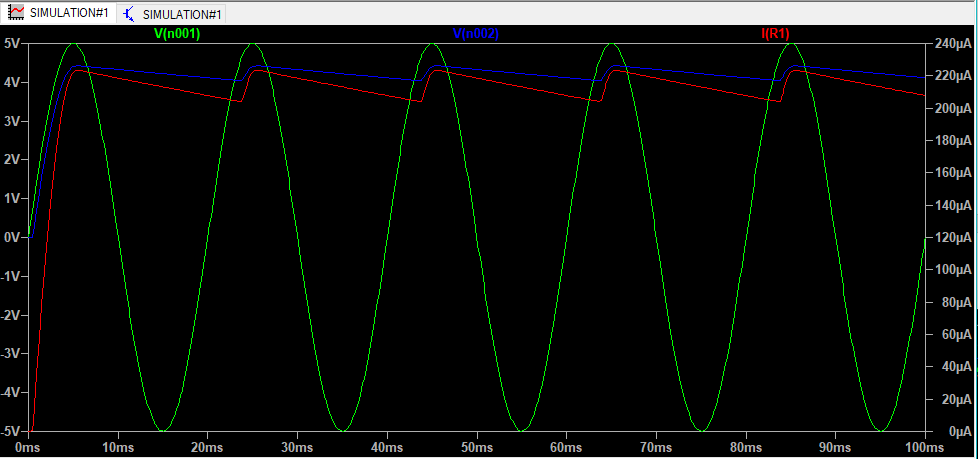 SIMULATION#1 SIMULATION#1
V(n001) V(n002) I(R1)
5V 240µA
4V 220µA
200µA
3V 180µA
2V 160µA
1V 140µA
0V 120µA
-1V 100µA
80µA
-2V 60µA
-3V 40µA
-4V 20µA
-5V 0µA
0ms 10ms 20ms 30ms 40ms 50ms 60ms 70ms 80ms 90ms 100ms